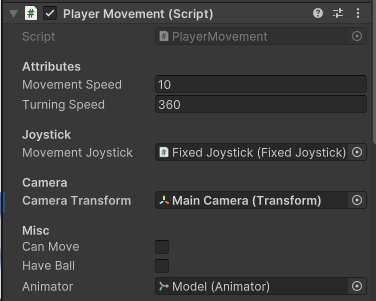 Player Movement (Script)
Script PlayerMovement
Attributes
Movement Speed 10
Turning Speed 360
Joystick
Movement Joystick Fixed Joystick (Fixed Joystick)
Camera
Camera Transform Main Camera (Transform)
Misc
Can Move
Have Ball
Animator Model (Animator)